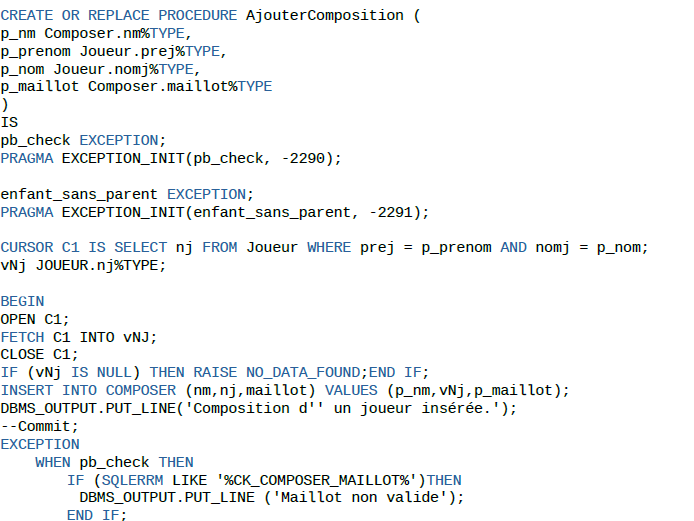 CREATE OR REPLACE PROCEDURE AjouterComposition (
p_nm Composer.nm%TYPE,
p_prenom Joueur.prej%TYPE,
p_nom Joueur.nomj%TYPE,
p_maillot Composer.maillot%TYPE
)
IS
pb_check EXCEPTION;
PRAGMA EXCEPTION_INIT(pb_check, -2290);
enfant_sans_parent EXCEPTION;
PRAGMA EXCEPTION_INIT(enfant_sans_parent, -2291);
CURSOR C1 IS SELECT nj FROM Joueur WHERE prej = p_prenom AND nomj = p_nom;
vNj JOUEUR.nj%TYPE;
BEGIN
OPEN C1;
FETCH C1 INTO vNJ;
CLOSE C1;
IF (vNj IS NULL) THEN RAISE NO_DATA_FOUND;END IF;
INSERT INTO COMPOSER (nm,nj,maillot) VALUES (p_nm,vNj,p_maillot);
DBMS_OUTPUT.PUT_LINE('Composition d'' un joueur insérée.');
--Commit;
EXCEPTION
WHEN pb_check THEN
IF (SQLERRM LIKE '%CK_COMPOSER_MAILLOT%')THEN
DBMS_OUTPUT.PUT_LINE ('Maillot non valide');
END IF;